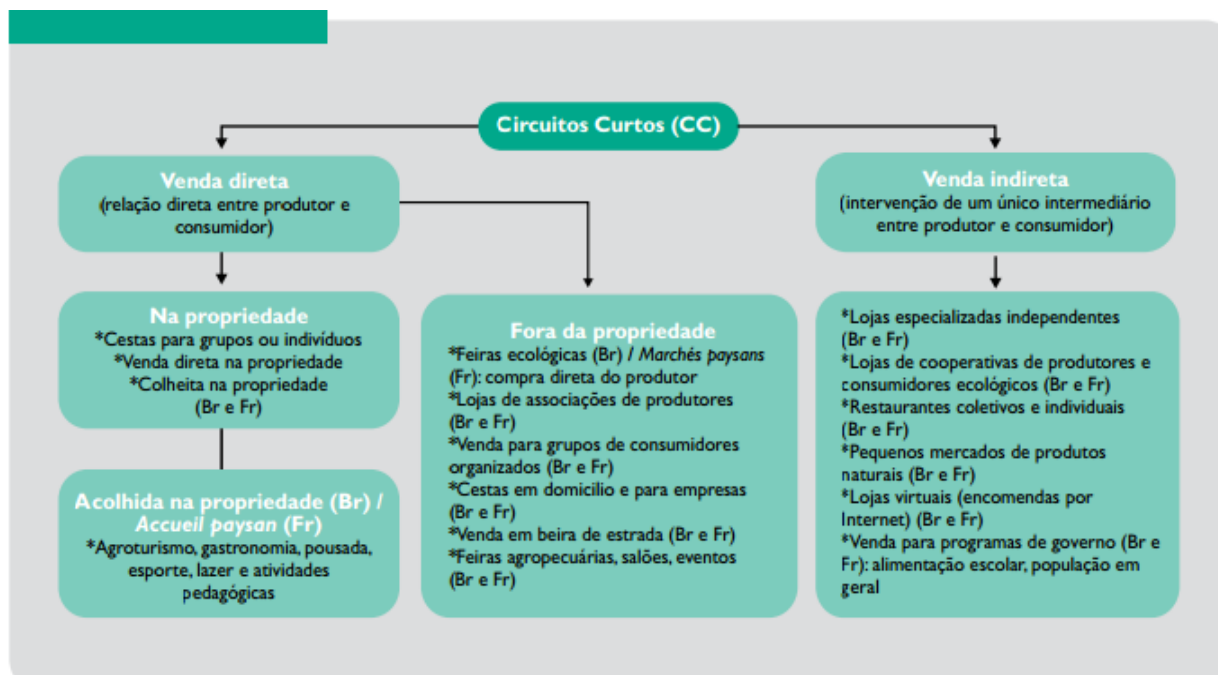 Circuitos Curtos (CC)
Venda direta
(relação direta entre produtor e
consumidor)
Venda indireta
(intervenção de um único intermediário
entre produtor e consumidor)
Na propriedade
*Cestas para grupos ou indivíduos
*Venda direta na propriedade
*Colheita na propriedade
(Br e Fr)
Acolhida na propriedade (Br) /
Accueil paysan (Fr)
*Agroturismo, gastronomia, pousada,
esporte, lazer e atividades
pedagógicas
Fora da propriedade
*Feiras ecológicas (Br) / Marchés paysans
(Fr): compra direta do produtor
*Lojas de associações de produtores
(Br e Fr)
*Venda para grupos de consumidores
organizados (Br e Fr)
*Cestas em domicilio e para empresas
(Br e Fr)
*Venda em beira de estrada (Br e Fr)
*Feiras agropecuárias, salões, eventos
(Br e Fr)
*Lojas especializadas independentes
(Br e Fr)
*Lojas de cooperativas de produtores e
consumidores ecológicos (Br e Fr)
*Restaurantes coletivos e individuais
(Br e Fr)
*Pequenos mercados de produtos
naturais (Br e Fr)
*Lojas virtuais (encomendas por
Internet) (Br e Fr)
*Venda para programas de governo (Br e
Fr): alimentação escolar, população em
geral